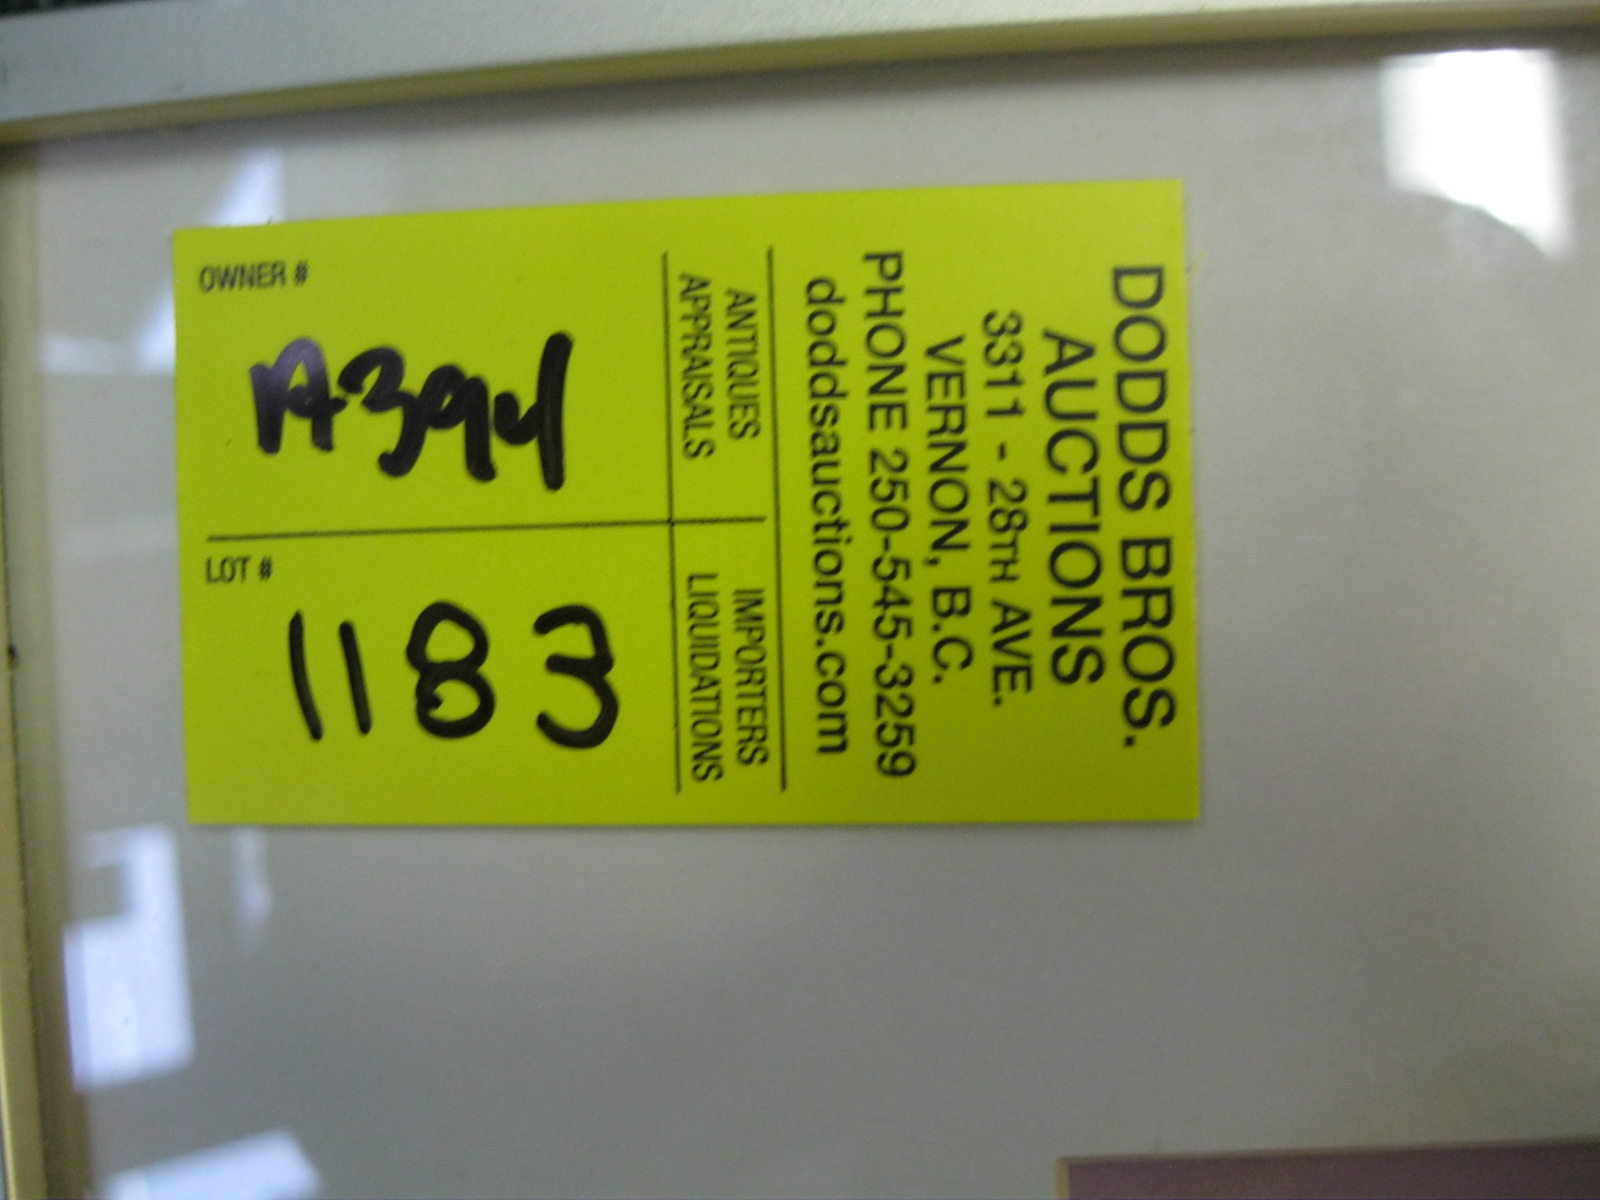 DODDS BROS.
AUCTIONS
3311 - 28TH AVE.
VERNON, B.C.
PHONE 250-545-3259
doddsauctions.com
ANTIQUES IMPORTERS
APPRAISALS LIQUIDATIONS
OWNER #
A394
LOT #
1183